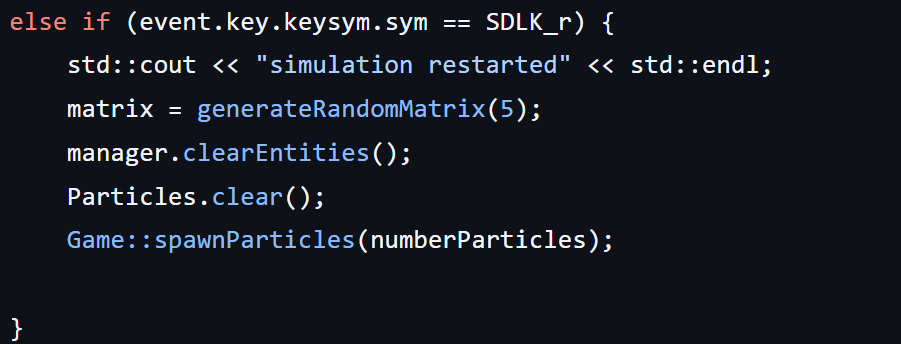 else if (event.key.keysym.sym == SDLK_r) {
    std::cout << "simulation restarted" << std::endl;
    matrix = generateRandomMatrix(5);
    manager.clearEntities();
    Particles.clear();
    Game::spawnParticles(numberParticles);
}